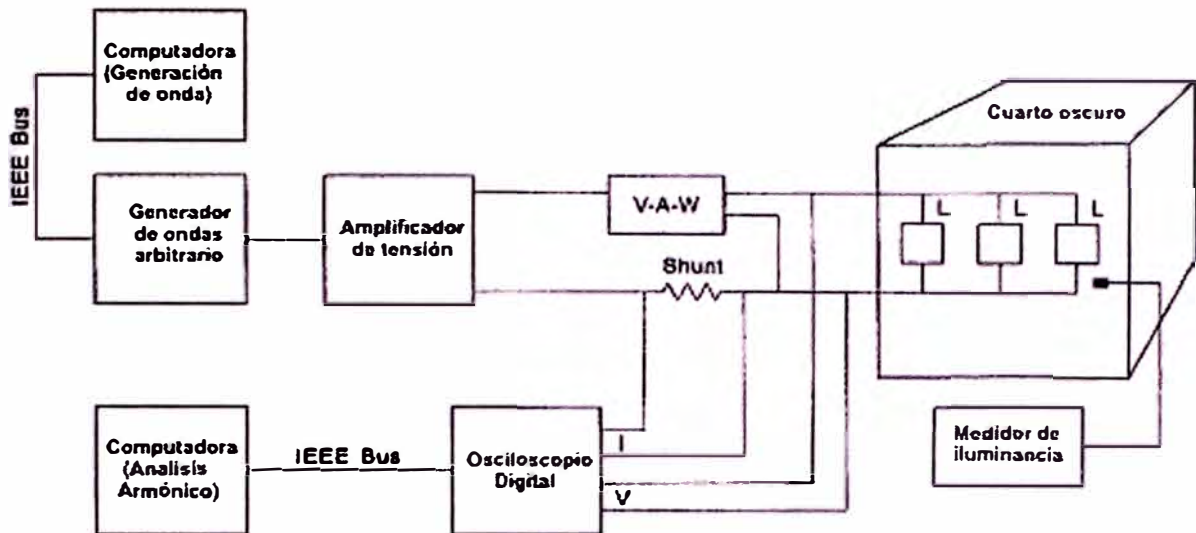 Computadora
(Generación
de onda)
IEEE Bus
Generador
de ondas
arbitrario
Amplificador
de tensión
V-A-W
Shunt
Cuarto oscuro
L
L
L
Computadora
(Analisis
Armónico)
IEEE Bus
Osciloscopio
Digital
I
V
Medidor de
iluminancia